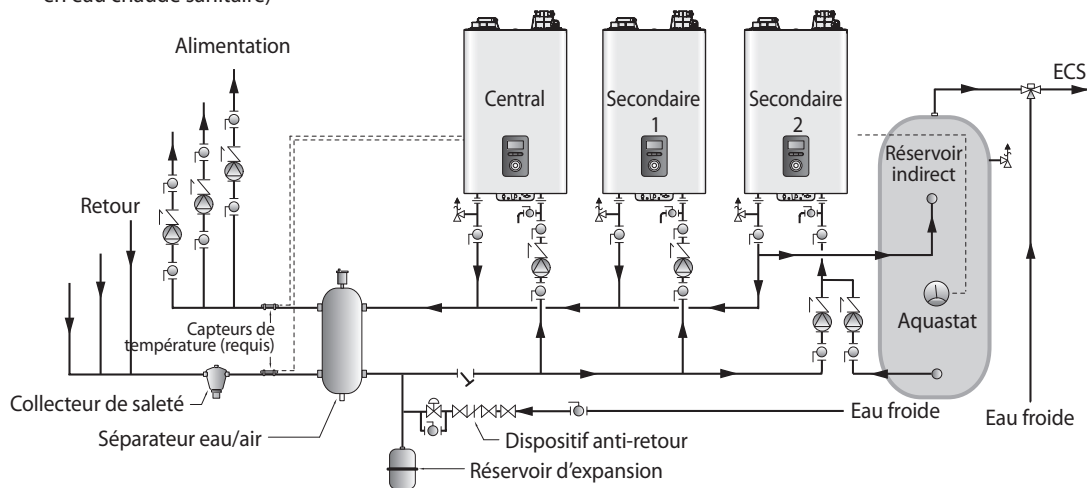 en eau chaude sanitaire)
Alimentation
ECS
Central
Secondaire
1
Secondaire
2
Réservoir
indirect
Retour
Capteurs de
température (requis)
Aquastat
Collecteur de saleté
Eau froide
Eau froide
Séparateur eau/air
Dispositif anti-retour
Réservoir d'expansion